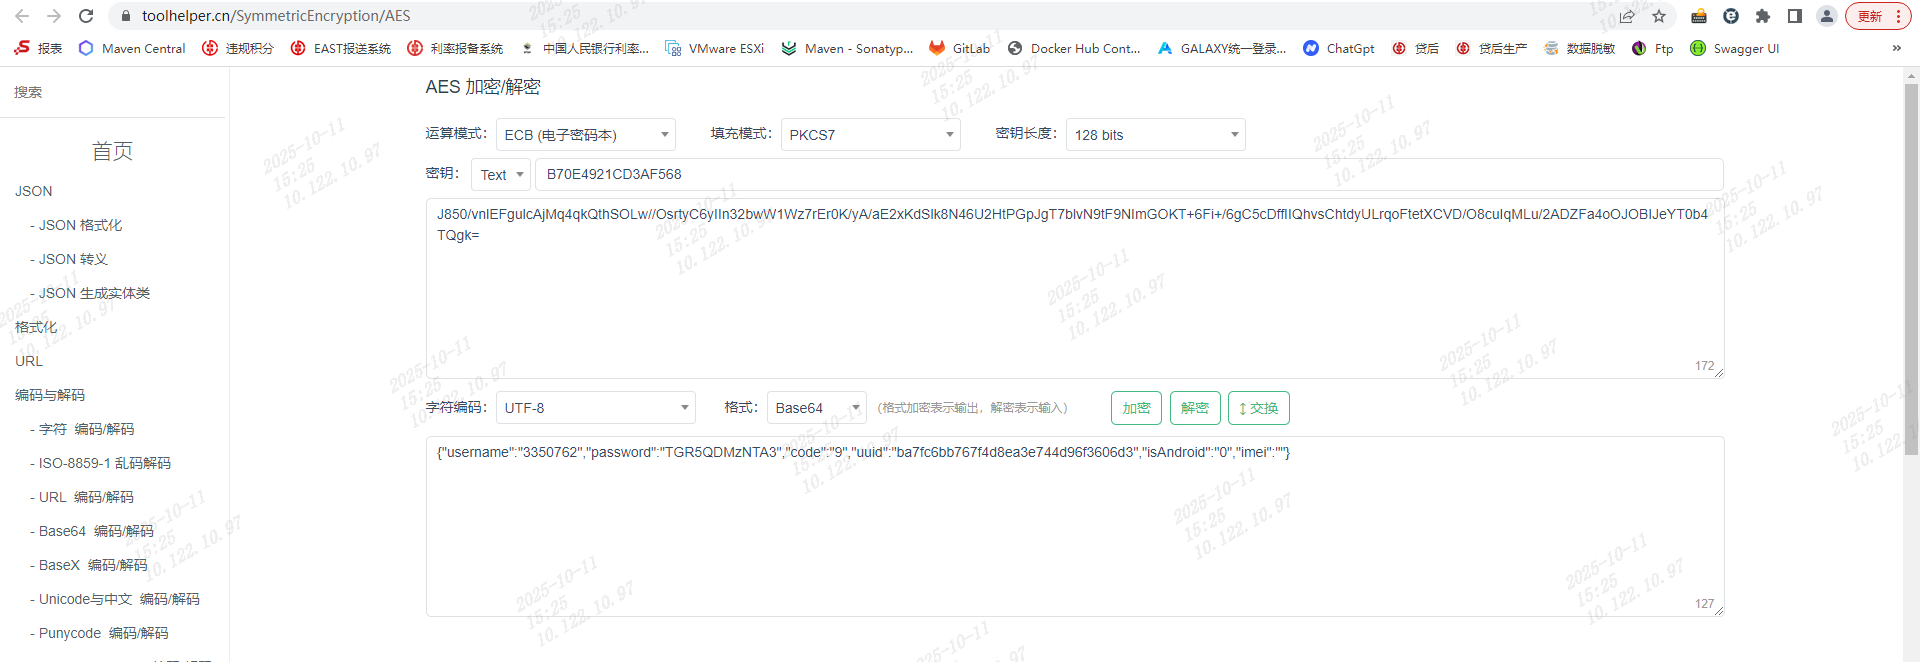 toolhelper.cn/SymmetricEncryption/AES
更新
报表 Maven Central 违规积分 EAST报送系统 利率报备系统 中国人民银行利率... VMware ESXi Maven - Sonatyp... GitLab Docker Hub Cont... GALAXY统一登录... ChatGpt 贷后 贷后生产 数据脱敏 Ftp Swagger UI »
搜索
首页
JSON
- JSON 格式化
- JSON 转义
- JSON 生成实体类
格式化
URL
编码与解码
- 字符 编码/解码
- ISO-8859-1 乱码解码
- URL 编码/解码
- Base64 编码/解码
- BaseX 编码/解码
- Unicode与中文 编码/解码
- Punycode 编码/解码
AES 加密/解密
运算模式: ECB (电子密码本) 填充模式: PKCS7 密钥长度: 128 bits
密钥: Text B70E4921CD3AF568
J850/vnIEFgulcAjMq4qkQthSOLw//OsrtyC6yIIn32bwW1Wz7rEr0K/yA/aE2xKdSIk8N46U2HtPGpJgT7blvN9tF9NImGOKT+6Fi+/6gC5cDfflIQhvsChtdyULrqoFtetXCVD/O8cuIqMLu/2ADZFa4oOJOBIJeYT0b4
TQgk=
172
字符编码: UTF-8 格式: Base64 (格式加密表示输出，解密表示输入) 加密 解密 ↕交换
{"username":"3350762","password":"TGR5QDMzNTA3","code":"9","uuid":"ba7fc6bb767f4d8ea3e744d96f3606d3","isAndroid":"0","imei":""}
127
2025-10-11
15:25
10.122.10.97